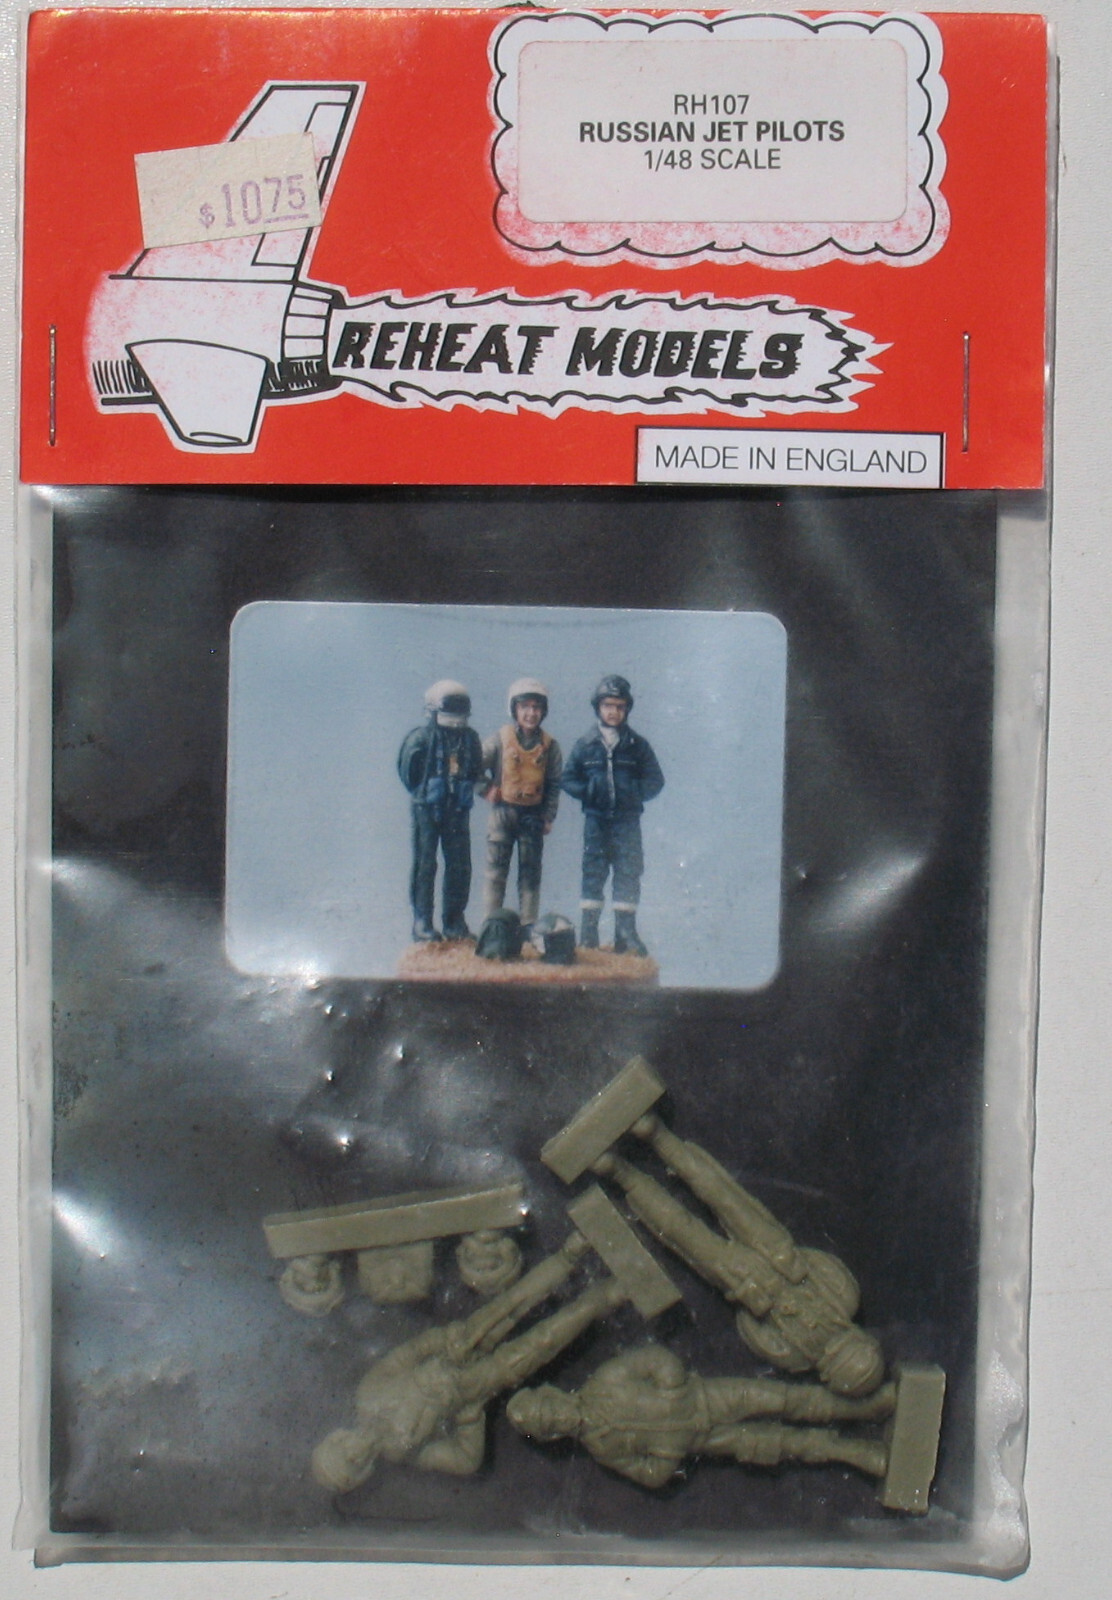 RH107
RUSSIAN JET PILOTS
1/48 SCALE
$1075
REHEAT MODELS
MADE IN ENGLAND